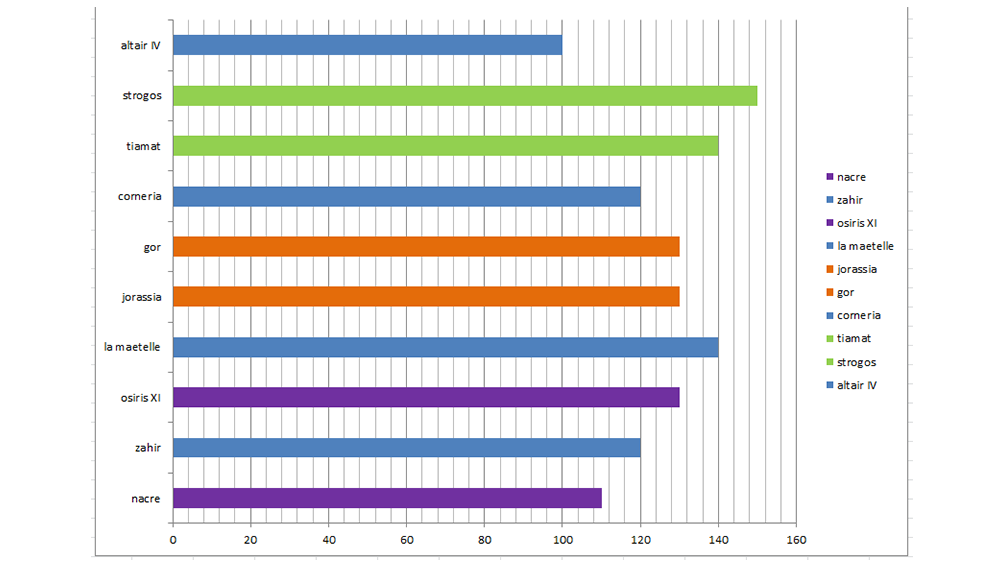 altair IV
strogos
tiamat
corneria
gor
jorassia
la maetelle
osiris XI
zahir
nacre
0 20 40 60 80 100 120 140 160
nacre
zahir
osiris XI
la maetelle
jorassia
gor
corneria
tiamat
strogos
altair IV